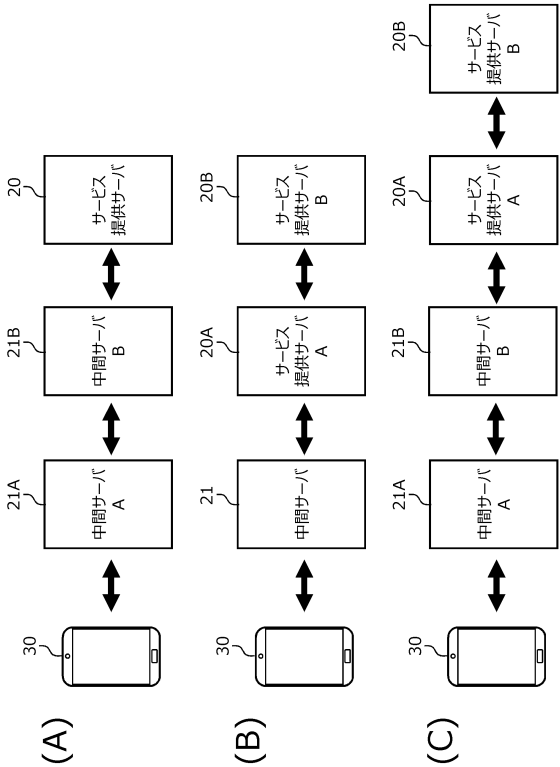 (A)
30
21A
中間サーバ
A
21B
中間サーバ
B
20
サービス
提供サーバ
(B)
30
21
中間サーバ
20A
サービス
提供サーバ
A
20B
サービス
提供サーバ
B
(C)
30
21A
中間サーバ
A
21B
中間サーバ
B
20A
サービス
提供サーバ
A
20B
サービス
提供サーバ
B